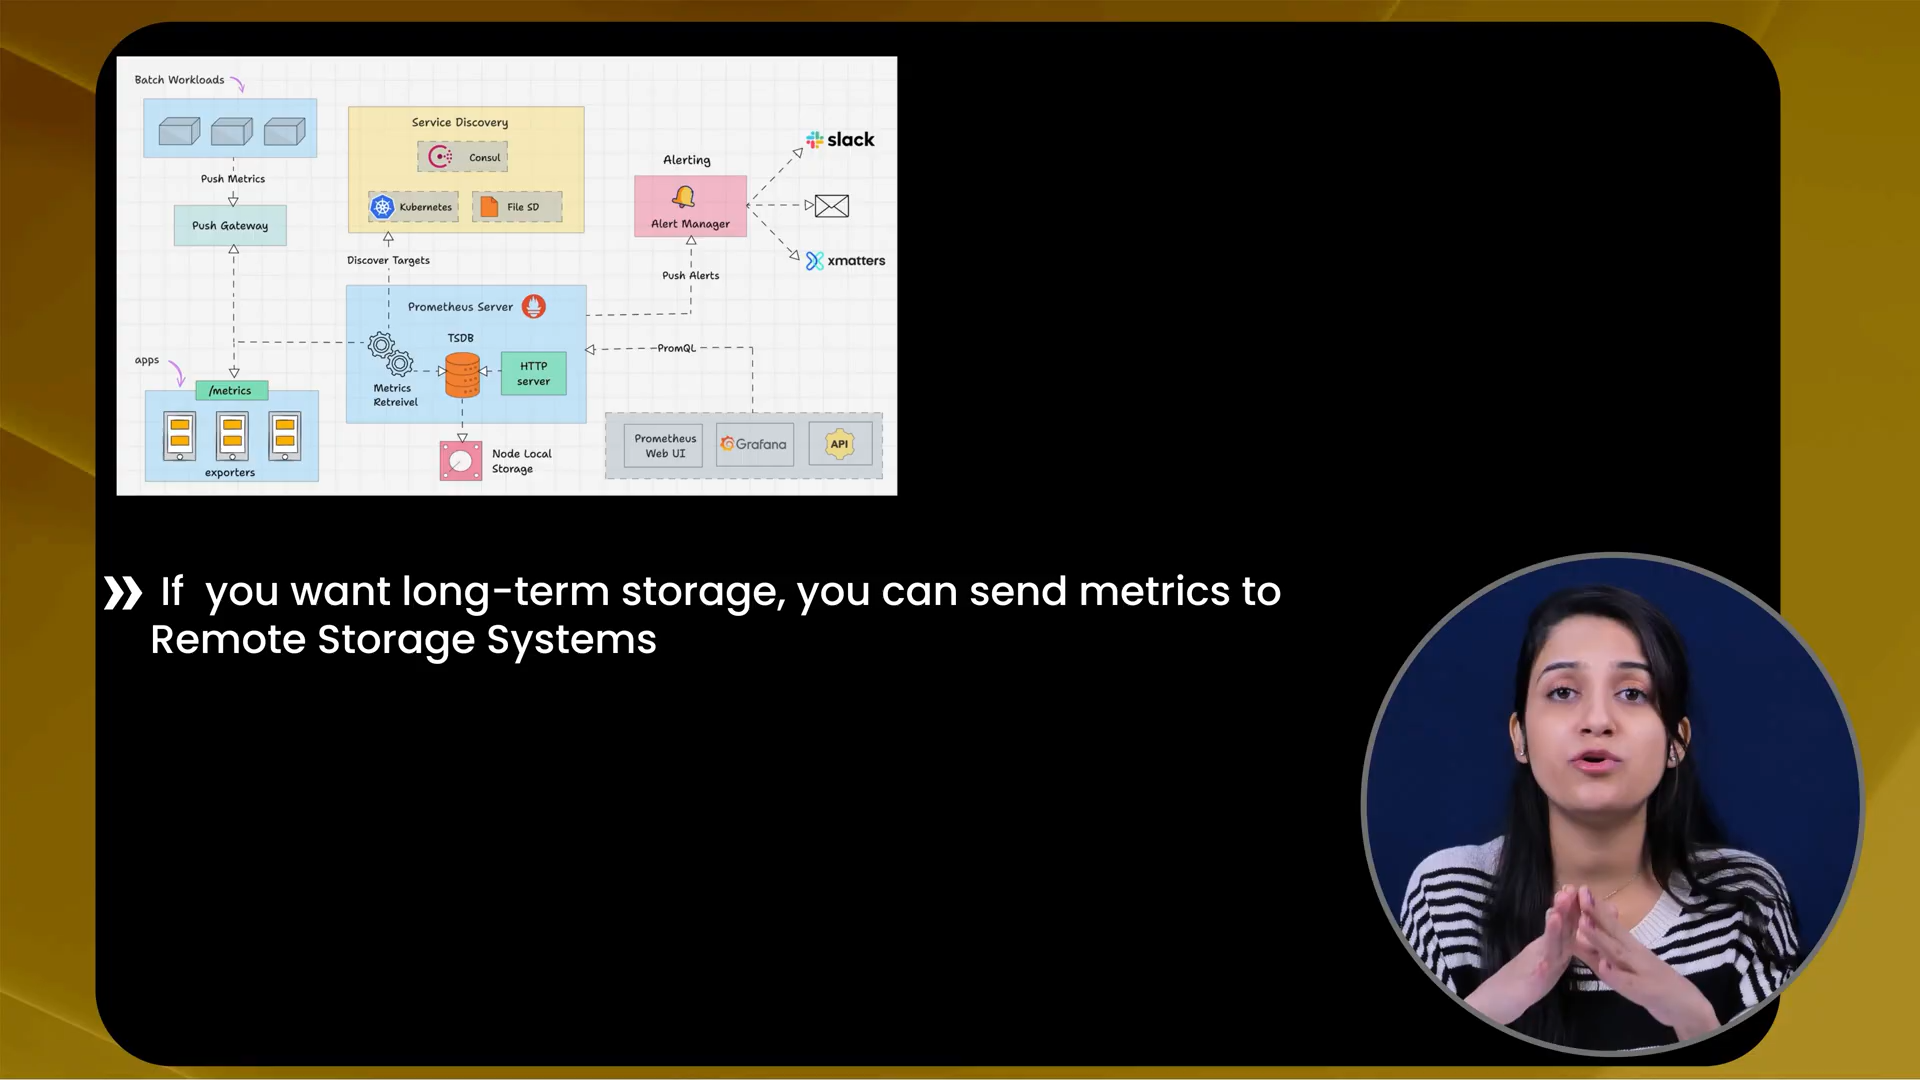 Batch Workloads
Push Metrics
Push Gateway
apps
/metrics
exporters
Service Discovery
Consul
Kubernetes
File SD
Discover Targets
Prometheus Server
TSDB
Metrics
Retreivel
HTTP
server
Node Local
Storage
Alerting
Alert Manager
Push Alerts
slack
xmatters
PromQL
Prometheus
Web UI
Grafana
API
» If you want long-term storage, you can send metrics to
Remote Storage Systems